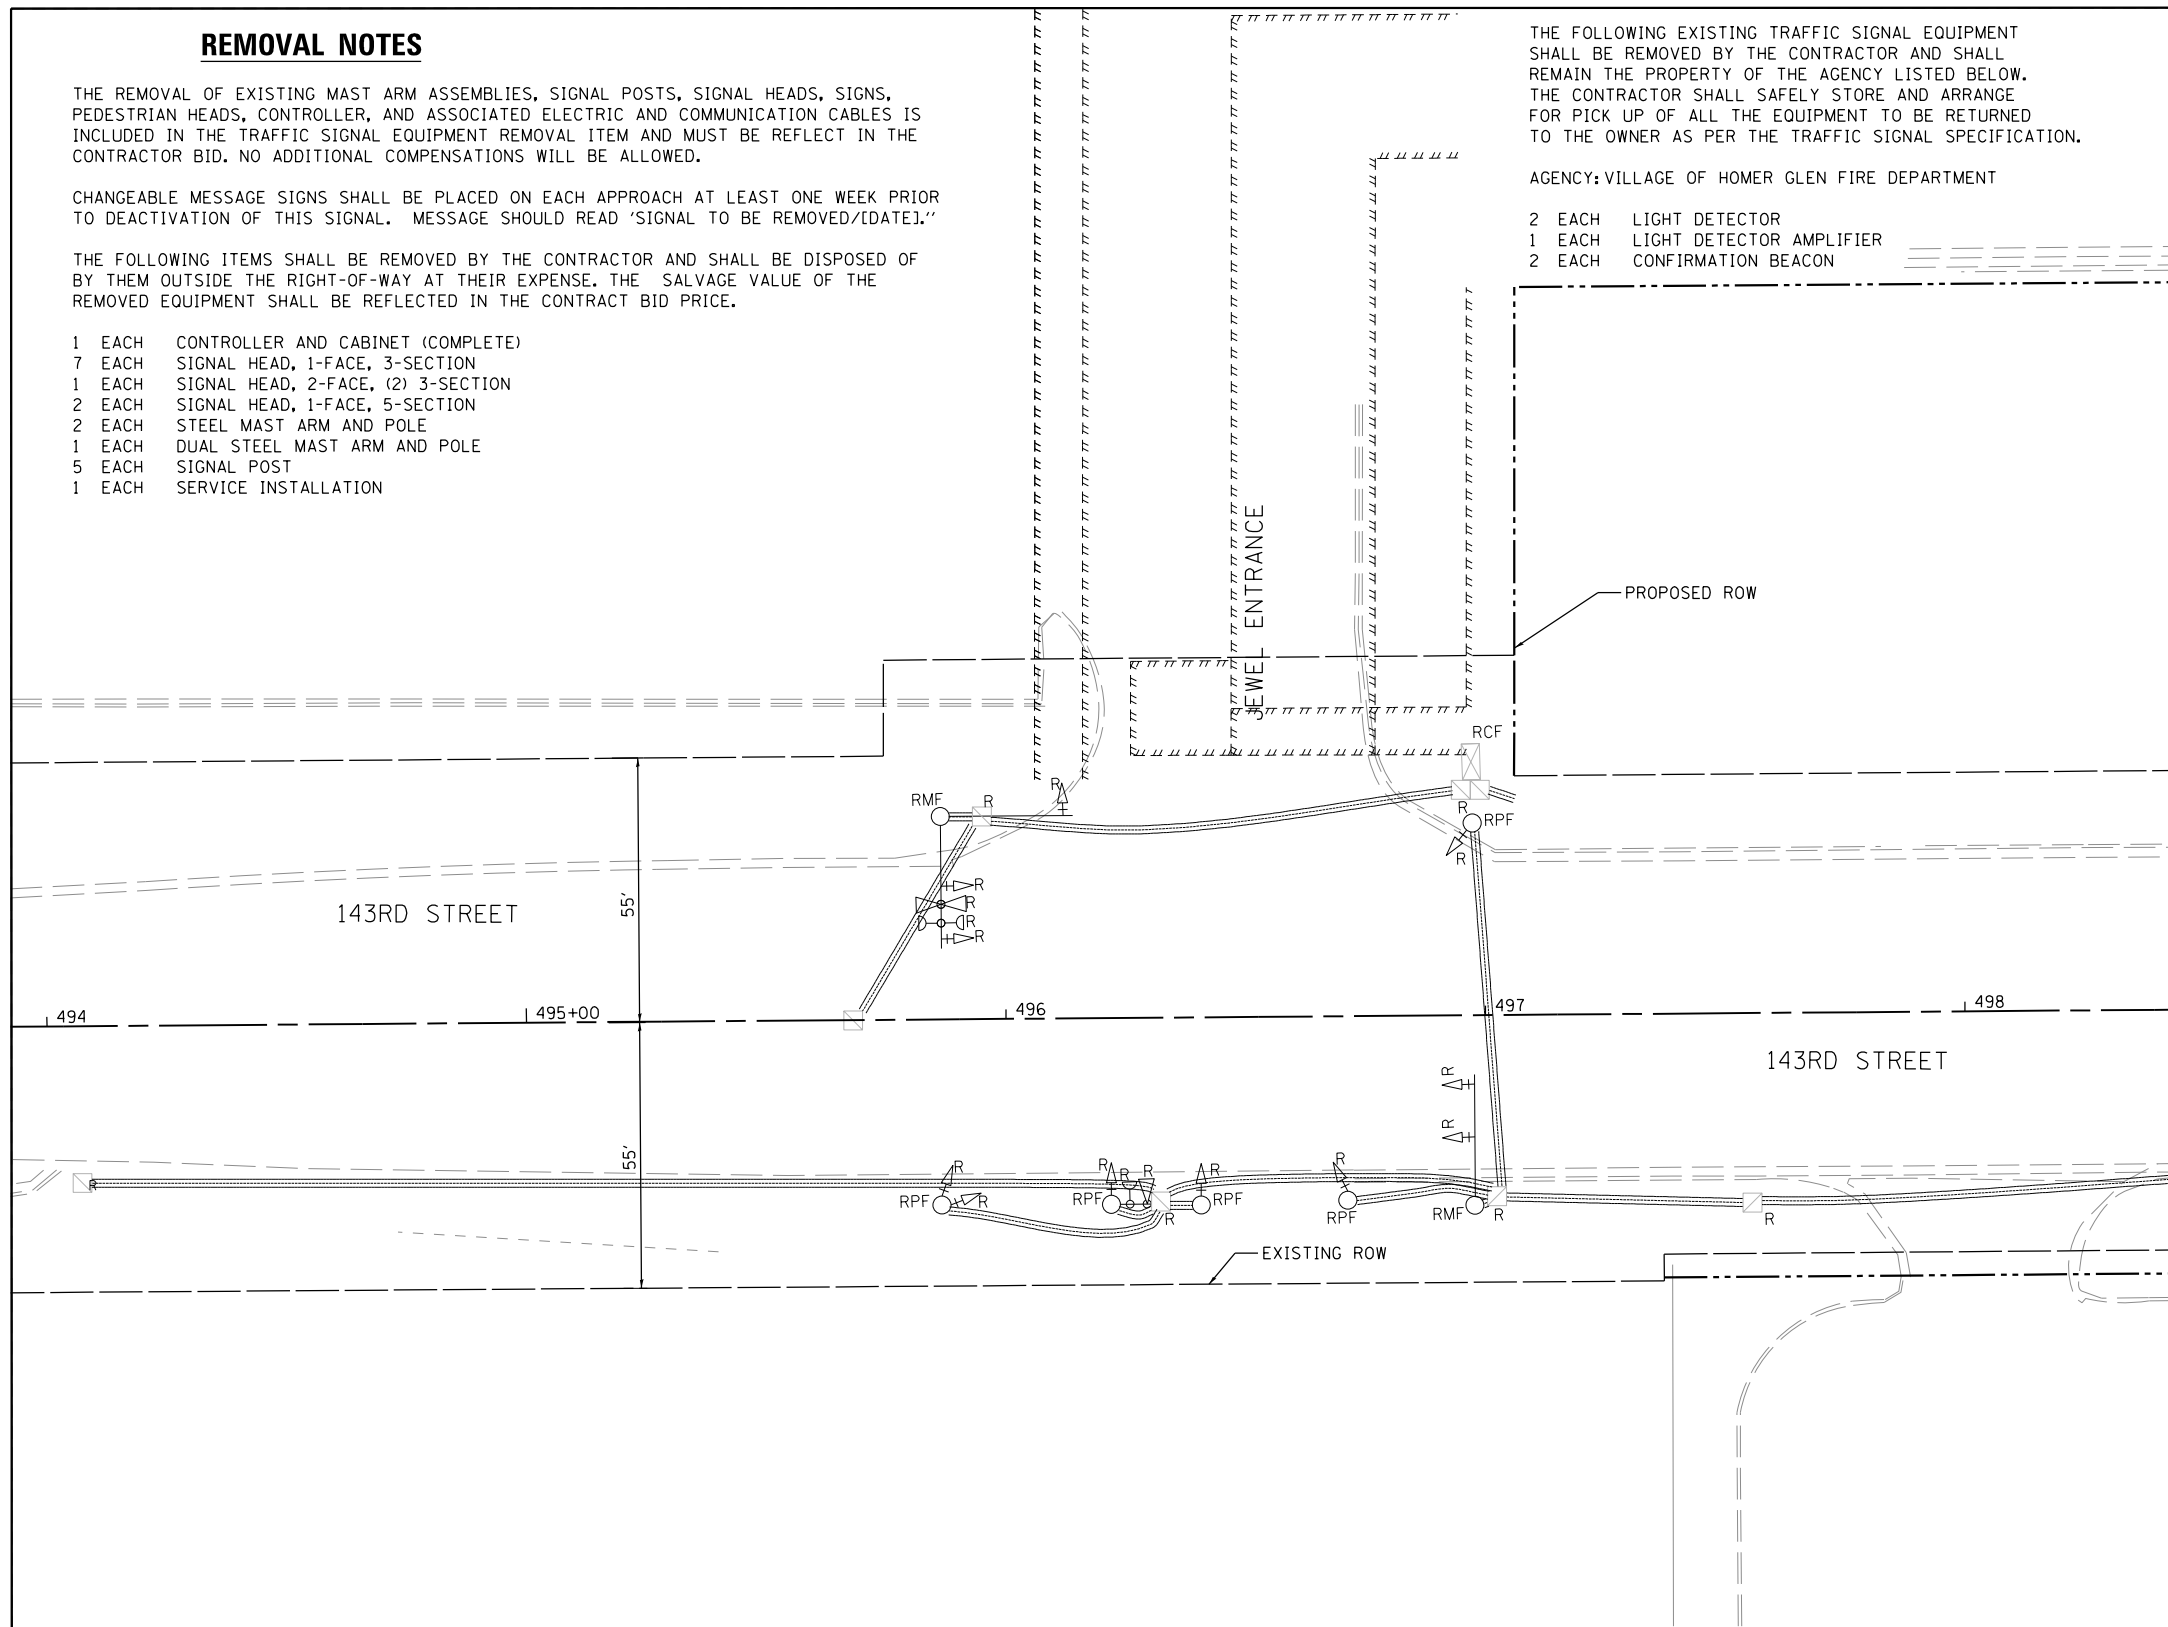 REMOVAL NOTES
THE REMOVAL OF EXISTING MAST ARM ASSEMBLIES, SIGNAL POSTS, SIGNAL HEADS, SIGNS,
PEDESTRIAN HEADS, CONTROLLER, AND ASSOCIATED ELECTRIC AND COMMUNICATION CABLES IS
INCLUDED IN THE TRAFFIC SIGNAL EQUIPMENT REMOVAL ITEM AND MUST BE REFLECT IN THE
CONTRACTOR BID. NO ADDITIONAL COMPENSATIONS WILL BE ALLOWED.
CHANGEABLE MESSAGE SIGNS SHALL BE PLACED ON EACH APPROACH AT LEAST ONE WEEK PRIOR
TO DEACTIVATION OF THIS SIGNAL. MESSAGE SHOULD READ 'SIGNAL TO BE REMOVED/[DATE].''
THE FOLLOWING ITEMS SHALL BE REMOVED BY THE CONTRACTOR AND SHALL BE DISPOSED OF
BY THEM OUTSIDE THE RIGHT-OF-WAY AT THEIR EXPENSE. THE SALVAGE VALUE OF THE
REMOVED EQUIPMENT SHALL BE REFLECTED IN THE CONTRACT BID PRICE.
1 EACH CONTROLLER AND CABINET (COMPLETE)
7 EACH SIGNAL HEAD, 1-FACE, 3-SECTION
1 EACH SIGNAL HEAD, 2-FACE, (2) 3-SECTION
2 EACH SIGNAL HEAD, 1-FACE, 5-SECTION
2 EACH STEEL MAST ARM AND POLE
1 EACH DUAL STEEL MAST ARM AND POLE
5 EACH SIGNAL POST
1 EACH SERVICE INSTALLATION
THE FOLLOWING EXISTING TRAFFIC SIGNAL EQUIPMENT
SHALL BE REMOVED BY THE CONTRACTOR AND SHALL
REMAIN THE PROPERTY OF THE AGENCY LISTED BELOW.
THE CONTRACTOR SHALL SAFELY STORE AND ARRANGE
FOR PICK UP OF ALL THE EQUIPMENT TO BE RETURNED
TO THE OWNER AS PER THE TRAFFIC SIGNAL SPECIFICATION.
AGENCY: VILLAGE OF HOMER GLEN FIRE DEPARTMENT
2 EACH LIGHT DETECTOR
1 EACH LIGHT DETECTOR AMPLIFIER
2 EACH CONFIRMATION BEACON
JEWEL ENTRANCE
PROPOSED ROW
RCF
R
RMF
R
R
RPF
R
R
R
R
R
55'
143RD STREET
494
495+00
496
497
498
143RD STREET
R
R
55'
R
R
R
R
R
R
R
R
RPF
RPF
RPF
RPF
RMF
R
R
R
EXISTING ROW